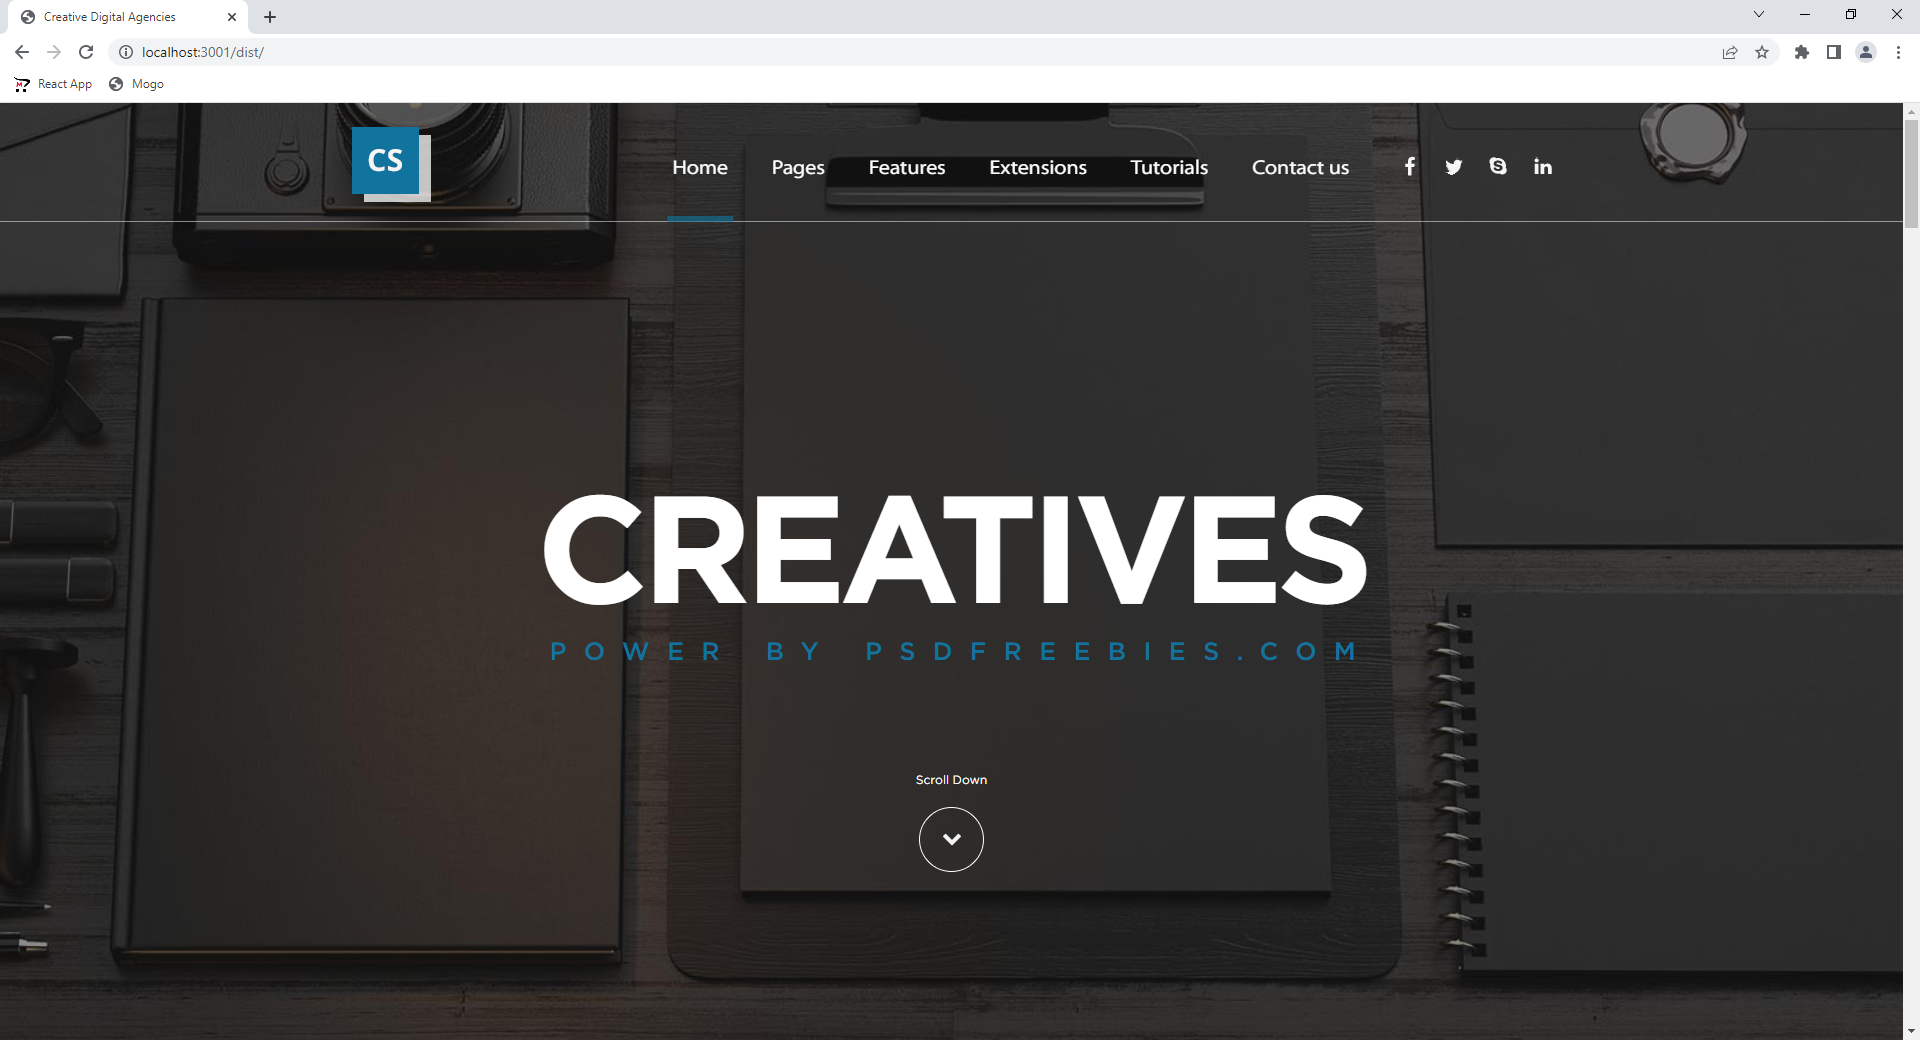 Creative Digital Agencies
localhost:3001/dist/
React App Mogo
CS
Home Pages Features Extensions Tutorials Contact us
CREATIVES
POWER BY PSDFREEBIES.COM
Scroll Down